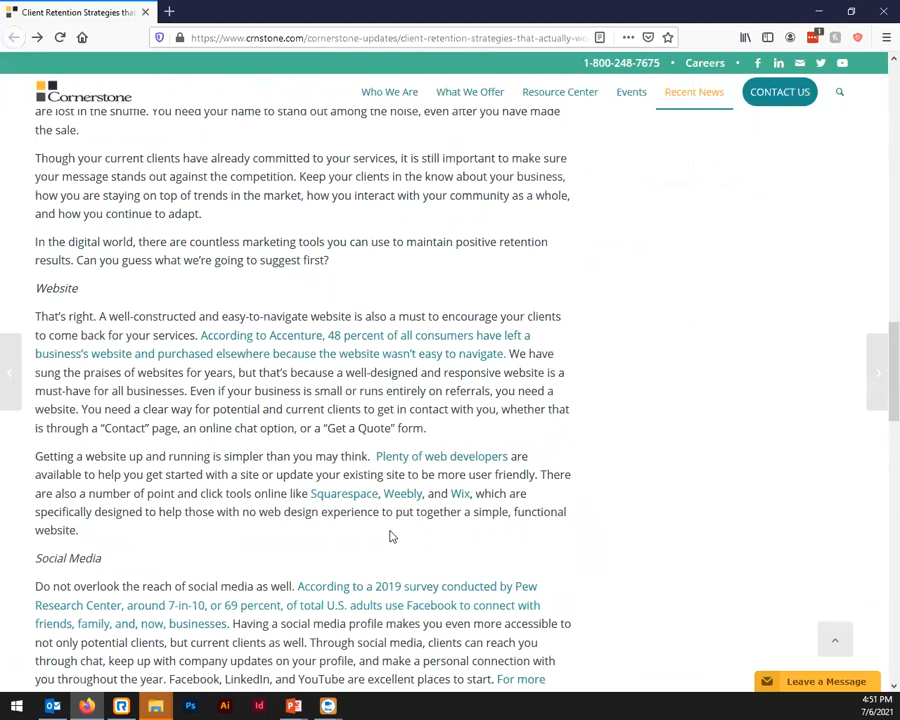 Client Retention Strategies that
https://www.crnstone.com/cornerstone-updates/client-retention-strategies-that-actually-wo
1
1-800-248-7675 • Careers •
Cornerstone
Who We Are What We Offer Resource Center Events Recent News CONTACT US
are lost in the shuffle. You need your name to stand out among the noise, even after you have made
the sale.
Though your current clients have already committed to your services, it is still important to make sure
your message stands out against the competition. Keep your clients in the know about your business,
how you are staying on top of trends in the market, how you interact with your community as a whole,
and how you continue to adapt.
In the digital world, there are countless marketing tools you can use to maintain positive retention
results. Can you guess what we’re going to suggest first?
Website
That’s right. A well-constructed and easy-to-navigate website is also a must to encourage your clients
to come back for your services. According to Accenture, 48 percent of all consumers have left a
business’s website and purchased elsewhere because the website wasn’t easy to navigate. We have
sung the praises of websites for years, but that’s because a well-designed and responsive website is a
must-have for all businesses. Even if your business is small or runs entirely on referrals, you need a
website. You need a clear way for potential and current clients to get in contact with you, whether that
is through a “Contact” page, an online chat option, or a “Get a Quote” form.
Getting a website up and running is simpler than you may think. Plenty of web developers are
available to help you get started with a site or update your existing site to be more user friendly. There
are also a number of point and click tools online like Squarespace, Weebly, and Wix, which are
specifically designed to help those with no web design experience to put together a simple, functional
website.
Social Media
Do not overlook the reach of social media as well. According to a 2019 survey conducted by Pew
Research Center, around 7-in-10, or 69 percent, of total U.S. adults use Facebook to connect with
friends, family, and, now, businesses. Having a social media profile makes you even more accessible to
not only potential clients, but current clients as well. Through social media, clients can reach you
through chat, keep up with company updates on your profile, and make a personal connection with
you throughout the year. Facebook, LinkedIn, and YouTube are excellent places to start. For more
Leave a Message
Ps Ai Id
4:51 PM
7/6/2021